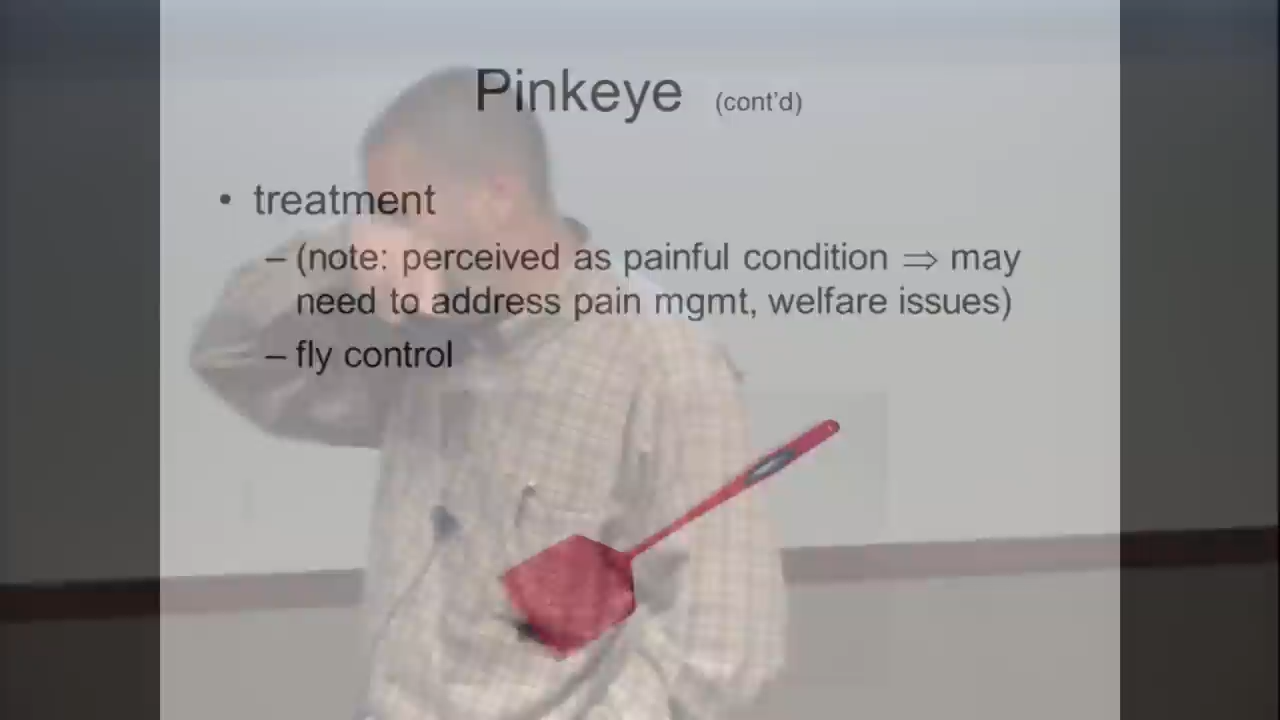 Pinkeye (cont'd)
• treatment
– (note: perceived as painful condition ⇒ may
need to address pain mgmt, welfare issues)
– fly control